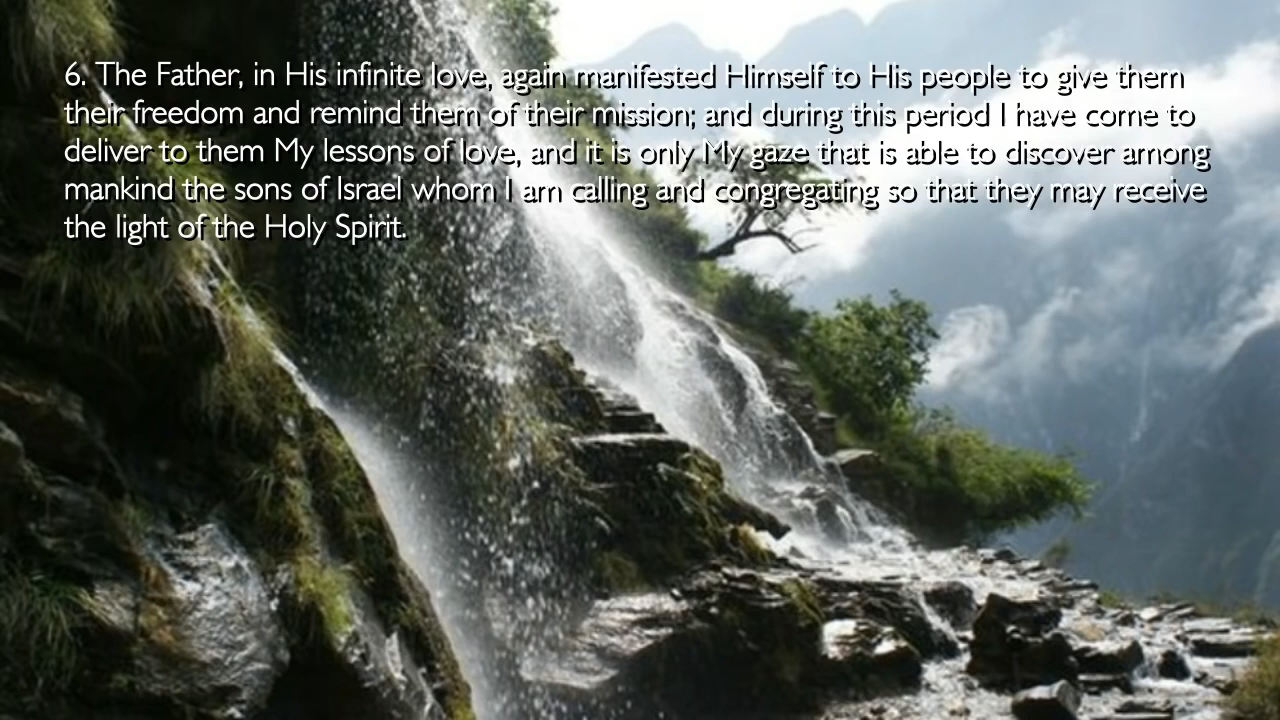 6. The Father, in His infinite love, again manifested Himself to His people to give them
their freedom and remind them of their mission; and during this period I have come to
deliver to them My lessons of love, and it is only My gaze that is able to discover among
mankind the sons of Israel whom I am calling and congregating so that they may receive
the light of the Holy Spirit.